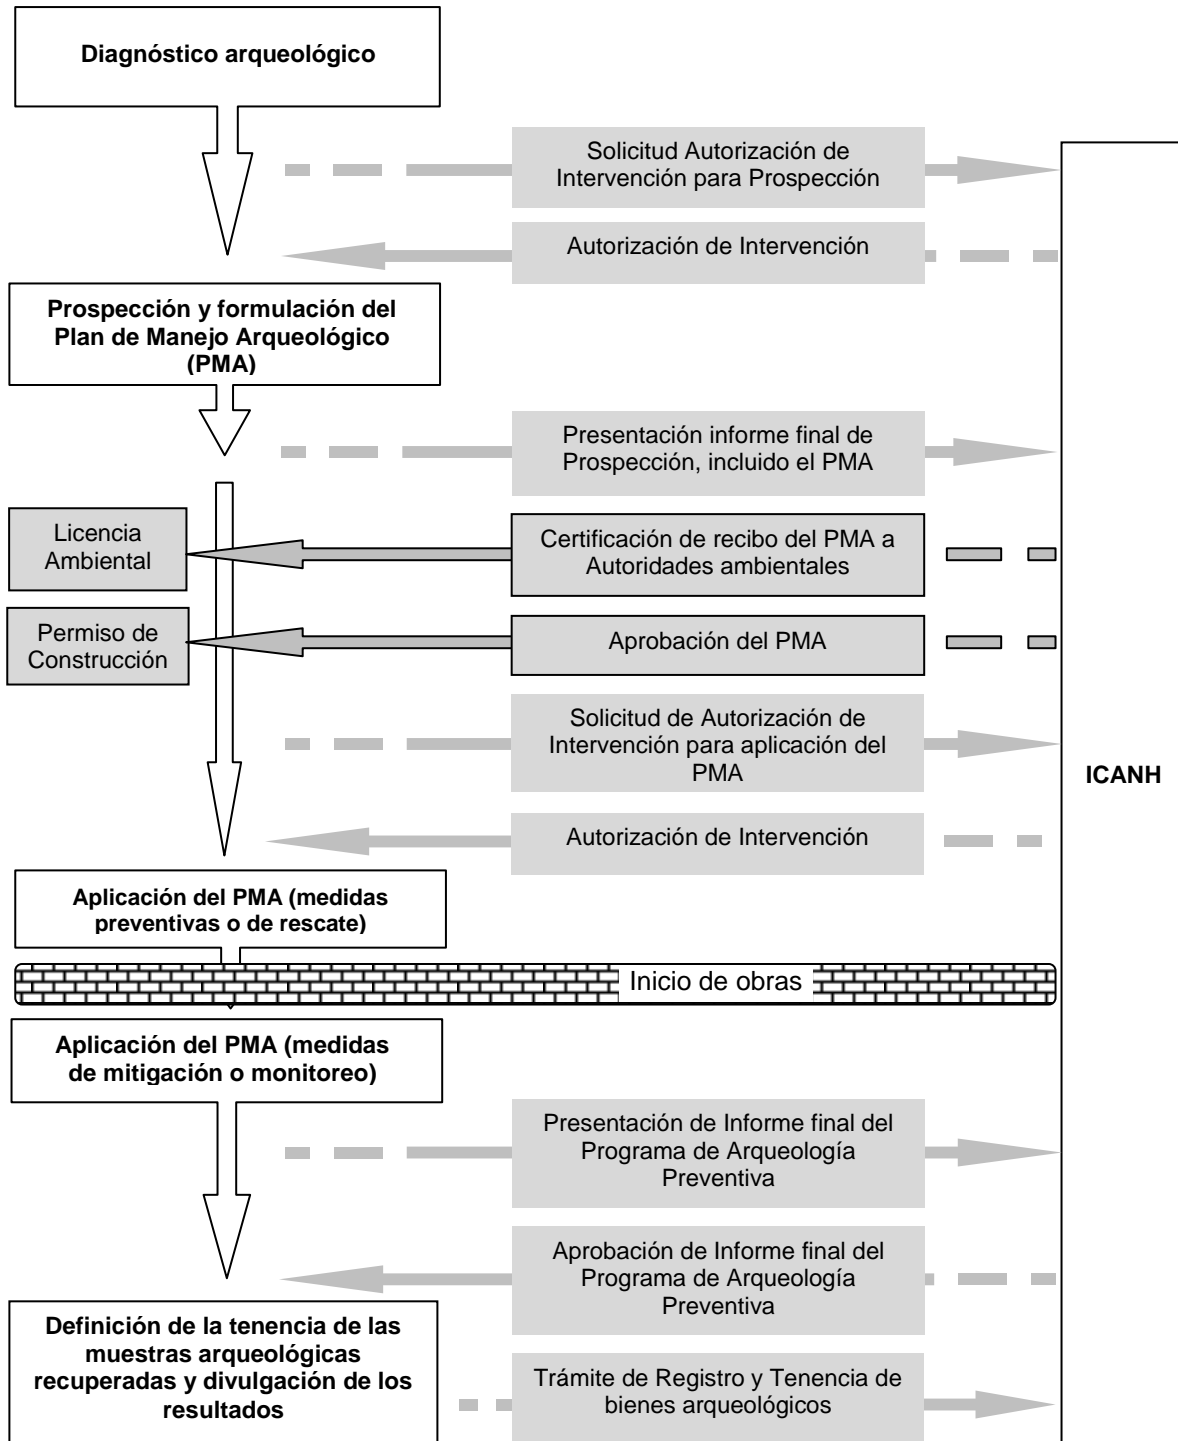 Diagnóstico arqueológico
Solicitud Autorización de
Intervención para Prospección
Autorización de Intervención
Prospección y formulación del
Plan de Manejo Arqueológico
(PMA)
Presentación informe final de
Prospección, incluido el PMA
Licencia
Ambiental
Certificación de recibo del PMA a
Autoridades ambientales
Permiso de
Construcción
Aprobación del PMA
Solicitud de Autorización de
Intervención para aplicación del
PMA
ICANH
Autorización de Intervención
Aplicación del PMA (medidas
preventivas o de rescate)
Inicio de obras
Aplicación del PMA (medidas
de mitigación o monitoreo)
Presentación de Informe final del
Programa de Arqueología
Preventiva
Aprobación de Informe final del
Programa de Arqueología
Preventiva
Definición de la tenencia de las
muestras arqueológicas
recuperadas y divulgación de los
resultados
Trámite de Registro y Tenencia de
bienes arqueológicos